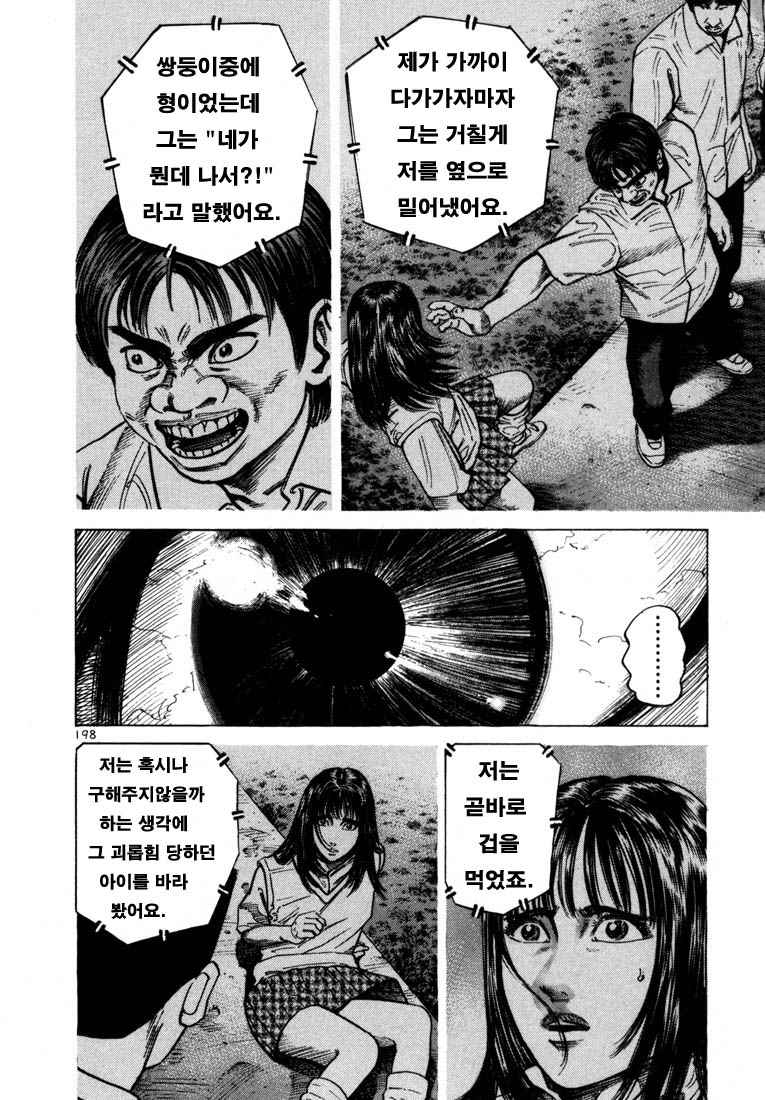 제가 가까이
다가가자마자
그는 거칠게
저를 옆으로
밀어냈어요.
쌍둥이중에
형이었는데
그는 "네가
뭔데 나서?!"
라고 말했어요.
………
198
저는
곧바로
겁을
먹었죠.
저는 혹시나
구해주지않을까
하는 생각에
그 괴롭힘 당하던
아이를 바라
봤어요.